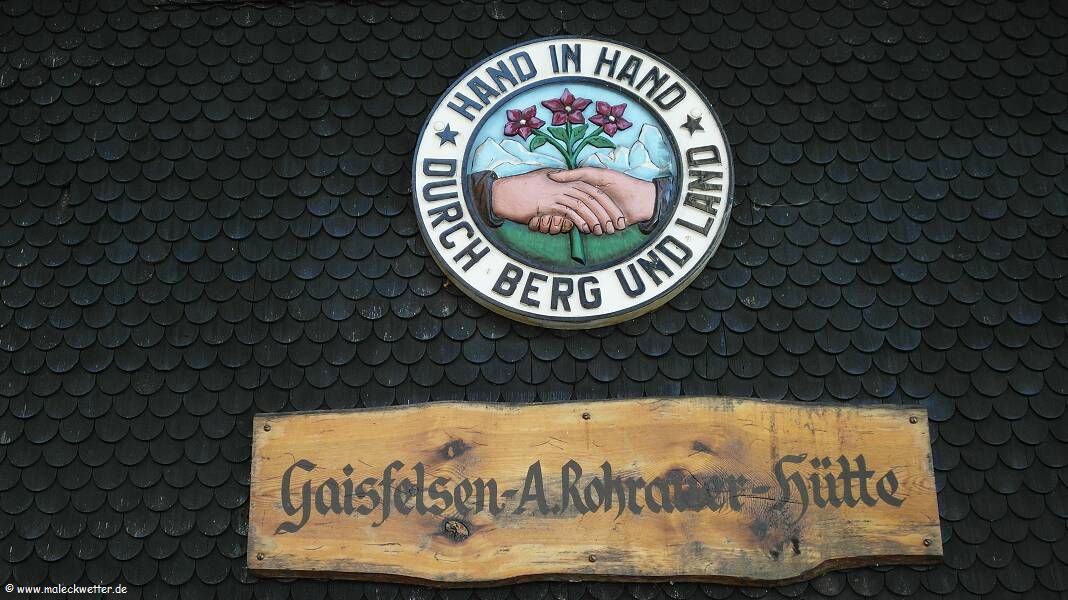 HAND IN HAND
DURCH BERG UND LAND
Gaisfelsen-A.Rohrauer-Hütte
© www.maleckwetter.de